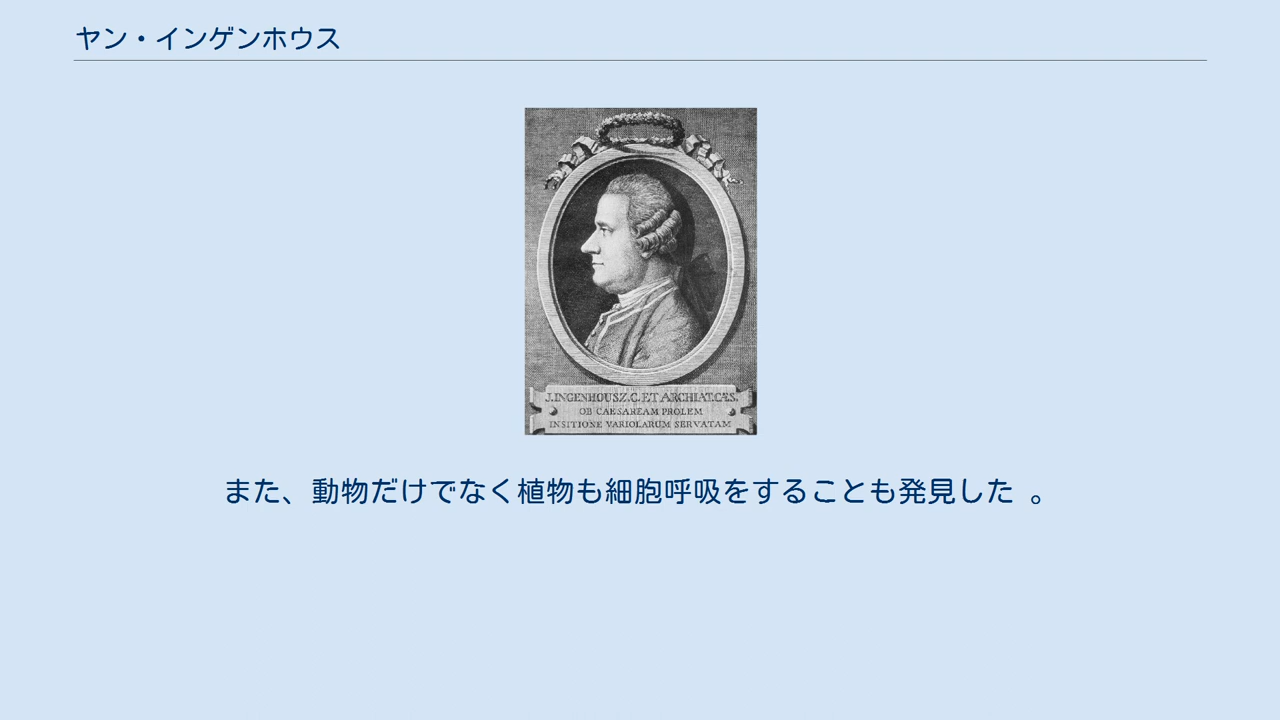 ヤン・インゲンホウス
J.INGENHOUSZ.C.ET ARCHIAT.CÆS.
OB CAESAREAM PROLEM
INSITIONE VARIOLARUM SERVATAM
また、動物だけでなく植物も細胞呼吸をすることも発見した 。